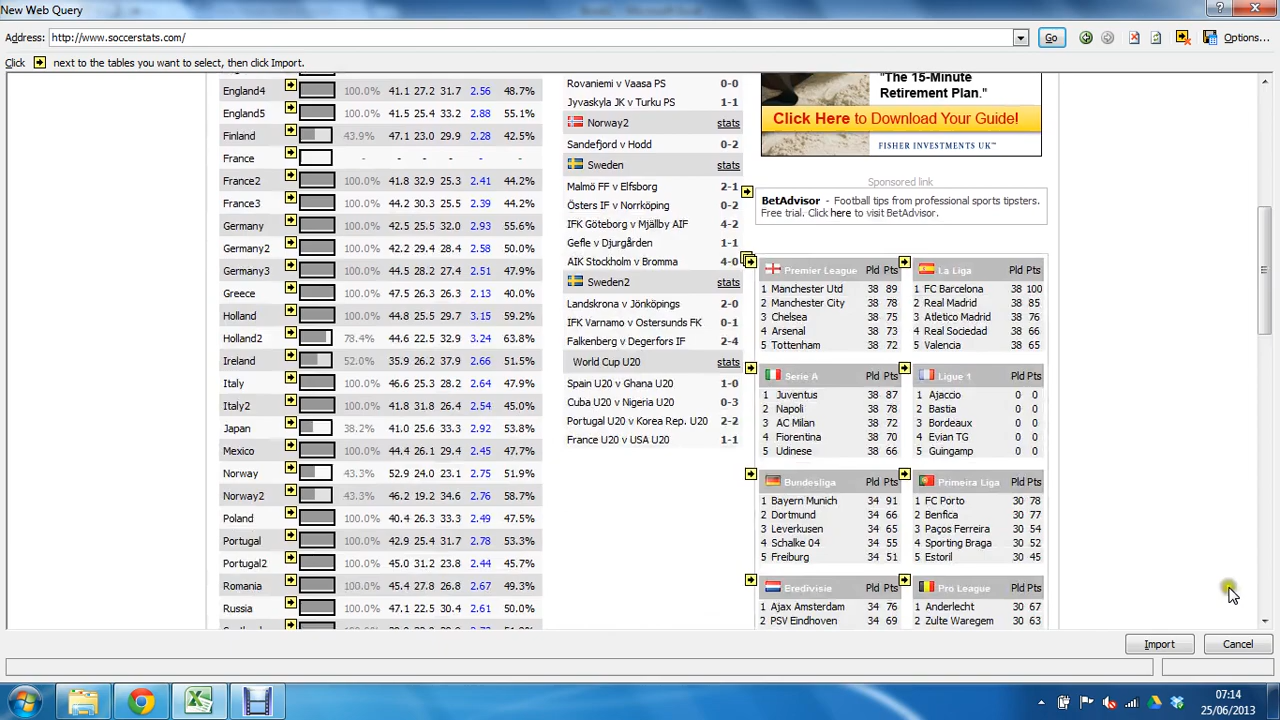 New Web Query
Address: http://www.soccerstats.com/ Go Options...
Click next to the tables you want to select, then click Import.
England4 100.0% 41.1 27.2 31.7 2.56 48.7%
England5 100.0% 41.5 25.4 33.2 2.88 55.1%
Finland 43.9% 47.1 23.0 29.9 2.28 42.5%
France - - - - -
France2 100.0% 41.8 32.9 25.3 2.41 44.2%
France3 100.0% 44.2 30.3 25.5 2.39 44.2%
Germany 100.0% 42.5 25.5 32.0 2.93 55.6%
Germany2 100.0% 42.2 29.4 28.4 2.58 50.0%
Germany3 100.0% 44.5 28.2 27.4 2.51 47.9%
Greece 100.0% 47.5 26.3 26.3 2.13 40.0%
Holland 100.0% 44.8 25.5 29.7 3.15 59.2%
Holland2 78.4% 44.6 22.5 32.9 3.24 63.8%
Ireland 52.0% 35.9 26.2 37.9 2.66 51.5%
Italy 100.0% 46.6 25.3 28.2 2.64 47.9%
Italy2 100.0% 41.8 31.8 26.4 2.54 45.0%
Japan 38.2% 41.0 25.6 33.3 2.92 53.8%
Mexico 100.0% 44.4 26.1 29.4 2.45 47.7%
Norway 43.3% 52.9 24.0 23.1 2.75 51.9%
Norway2 43.3% 46.2 19.2 34.6 2.76 58.7%
Poland 100.0% 40.4 26.3 33.3 2.49 47.5%
Portugal 100.0% 42.9 25.4 31.7 2.78 53.3%
Portugal2 100.0% 45.0 31.2 23.8 2.44 45.7%
Romania 100.0% 45.4 27.8 26.8 2.67 49.3%
Russia 100.0% 47.1 22.5 30.4 2.61 50.0%
Rovaniemi v Vaasa PS 0-0
Jyvaskyla JK v Turku PS 1-1
Norway2 stats
Sandefjord v Hodd 0-2
Sweden stats
Malmö FF v Elfsborg 2-1
Östers IF v Norrköping 0-2
IFK Göteborg v Mjällby AIF 4-2
Gefle v Djurgården 1-1
AIK Stockholm v Bromma 4-0
Sweden2 stats
Landskrona v Jönköpings 2-0
IFK Varnamo v Ostersunds FK 0-1
Falkenberg v Degerfors IF 2-4
World Cup U20 stats
Spain U20 v Ghana U20 1-0
Cuba U20 v Nigeria U20 0-3
Portugal U20 v Korea Rep. U20 2-2
France U20 v USA U20 1-1
"The 15-Minute
Retirement Plan."
Click Here to Download Your Guide!
FISHER INVESTMENTS UK™
Sponsored link
BetAdvisor - Football tips from professional sports tipsters.
Free trial. Click here to visit BetAdvisor.
Premier League Pld Pts
1 Manchester Utd 38 89
2 Manchester City 38 78
3 Chelsea 38 75
4 Arsenal 38 73
5 Tottenham 38 72
La Liga Pld Pts
1 FC Barcelona 38 100
2 Real Madrid 38 85
3 Atletico Madrid 38 76
4 Real Sociedad 38 66
5 Valencia 38 65
Serie A Pld Pts
1 Juventus 38 87
2 Napoli 38 78
3 AC Milan 38 72
4 Fiorentina 38 70
5 Udinese 38 66
Ligue 1 Pld Pts
1 Ajaccio 0 0
2 Bastia 0 0
3 Bordeaux 0 0
4 Evian TG 0 0
5 Guingamp 0 0
Bundesliga Pld Pts
1 Bayern Munich 34 91
2 Dortmund 34 66
3 Leverkusen 34 65
4 Schalke 04 34 55
5 Freiburg 34 51
Primeira Liga Pld Pts
1 FC Porto 30 78
2 Benfica 30 77
3 Paços Ferreira 30 54
4 Sporting Braga 30 52
5 Estoril 30 45
Eredivisie Pld Pts
1 Ajax Amsterdam 34 76
2 PSV Eindhoven 34 69
Pro League Pld Pts
1 Anderlecht 30 67
2 Zulte Waregem 30 63
Import Cancel
07:14
25/06/2013